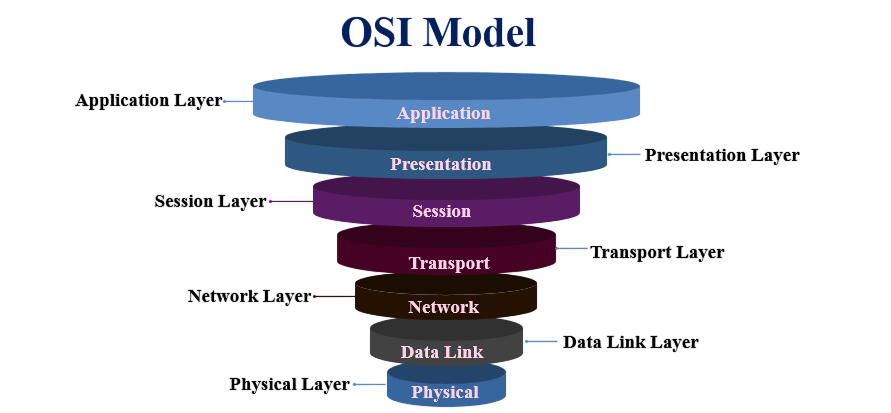 OSI Model
Application Layer
Application
Presentation
Presentation Layer
Session Layer
Session
Transport
Transport Layer
Network Layer
Network
Data Link
Data Link Layer
Physical Layer
Physical